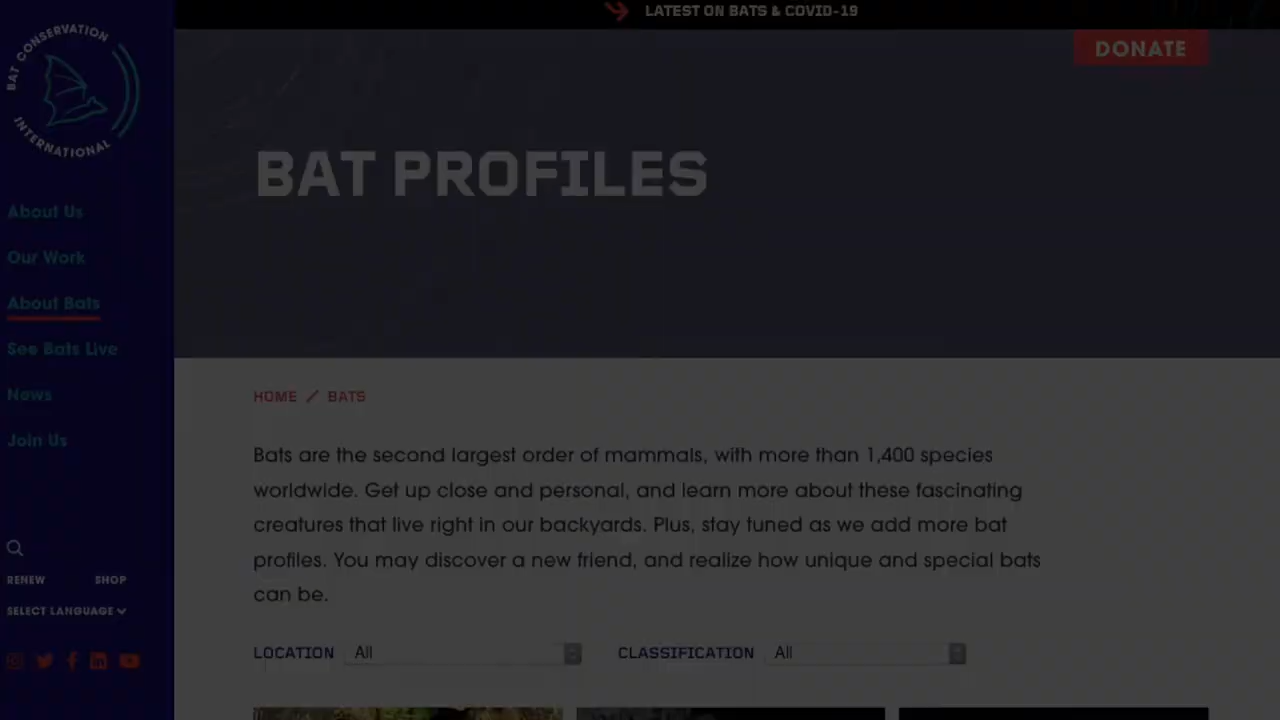 LATEST ON BATS & COVID-19
DONATE
BAT CONSERVATION
INTERNATIONAL
About Us
Our Work
About Bats
See Bats Live
News
Join Us
RENEW
SHOP
SELECT LANGUAGE
BAT PROFILES
HOME / BATS
Bats are the second largest order of mammals, with more than 1,400 species
worldwide. Get up close and personal, and learn more about these fascinating
creatures that live right in our backyards. Plus, stay tuned as we add more bat
profiles. You may discover a new friend, and realize how unique and special bats
can be.
LOCATION All
CLASSIFICATION All